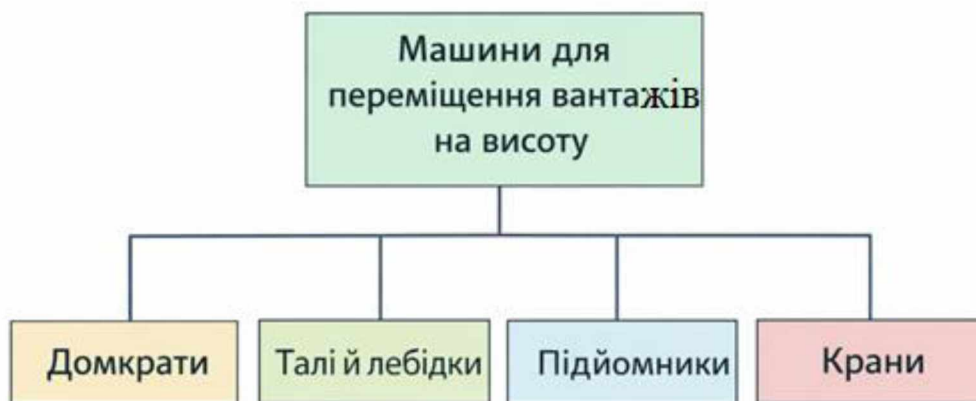 Машини для
переміщення вантажів
на висоту
Домкрати
Талі й лебідки
Підйомники
Крани